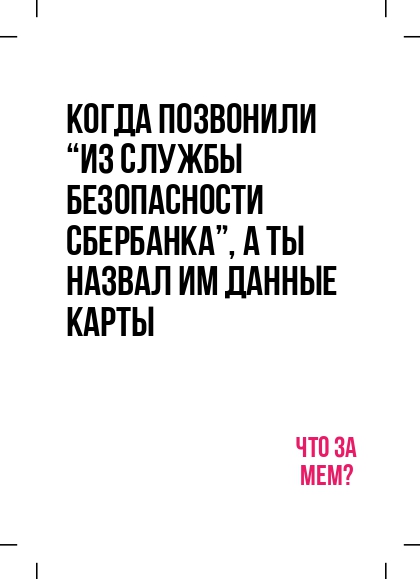 КОГДА ПОЗВОНИЛИ
“ИЗ СЛУЖБЫ
БЕЗОПАСНОСТИ
СБЕРБАНКА”, А ТЫ
НАЗВАЛ ИМ ДАННЫЕ
КАРТЫ
ЧТО ЗА
МЕМ?